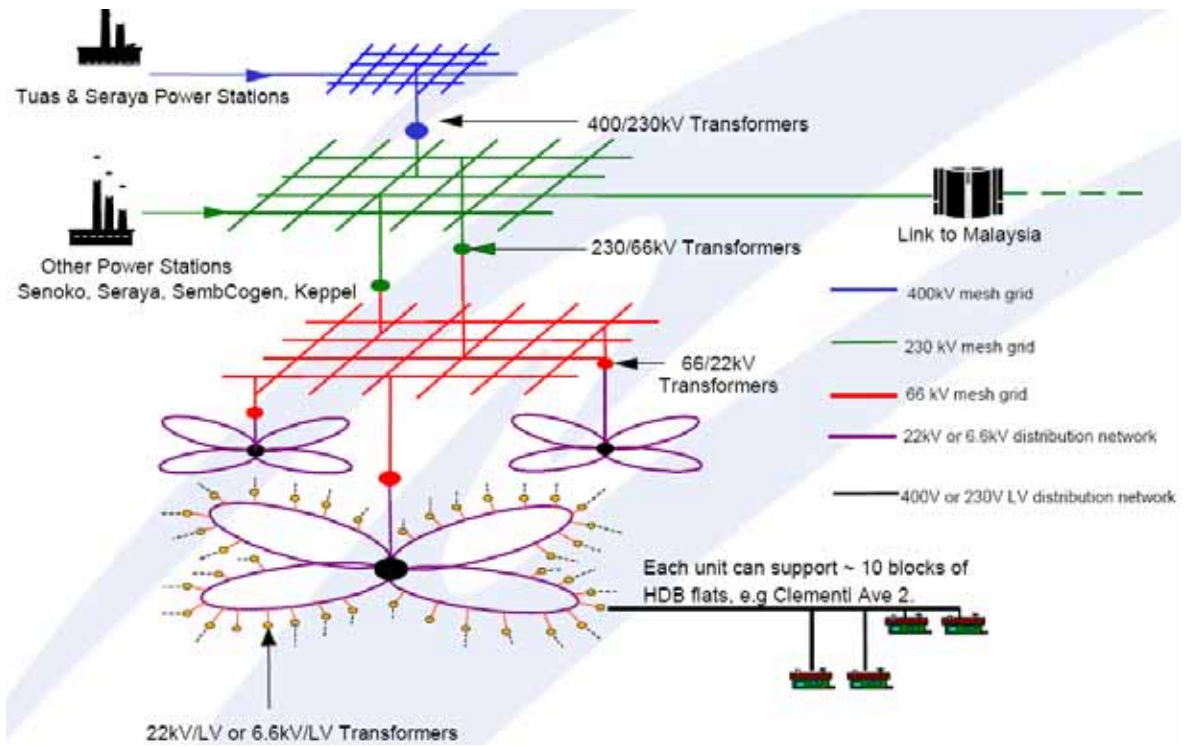 Tuas & Seraya Power Stations
400/230kV Transformers
230/66kV Transformers
Link to Malaysia
Other Power Stations
Senoko, Seraya, SembCogen, Keppel
400kV mesh grid
230 kV mesh grid
66/22kV
Transformers
66 kV mesh grid
22kV or 6.6kV distribution network
400V or 230V LV distribution network
Each unit can support ~ 10 blocks of
HDB flats, e.g Clementi Ave 2.
22kV/LV or 6.6kV/LV Transformers